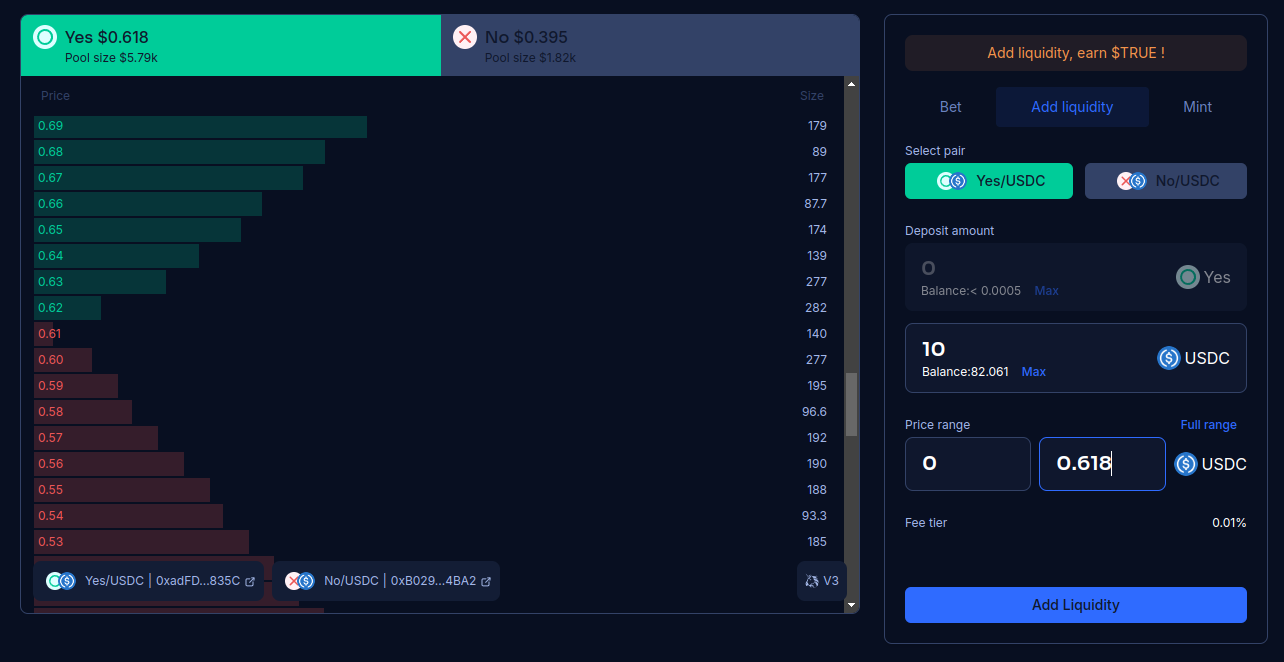 Yes $0.618
Pool size $5.79k
No $0.395
Pool size $1.82k
Price Size
0.69 179
0.68 89
0.67 177
0.66 87.7
0.65 174
0.64 139
0.63 277
0.62 282
0.61 140
0.60 277
0.59 195
0.58 96.6
0.57 192
0.56 190
0.55 188
0.54 93.3
0.53 185
Yes/USDC | 0xadFD...835C
No/USDC | 0xB029...4BA2
V3
Add liquidity, earn $TRUE !
Bet Add liquidity Mint
Select pair
Yes/USDC No/USDC
Deposit amount
0
Yes
Balance:< 0.0005 Max
10
USDC
Balance:82.061 Max
Price range Full range
0 0.618 USDC
Fee tier 0.01%
Add Liquidity